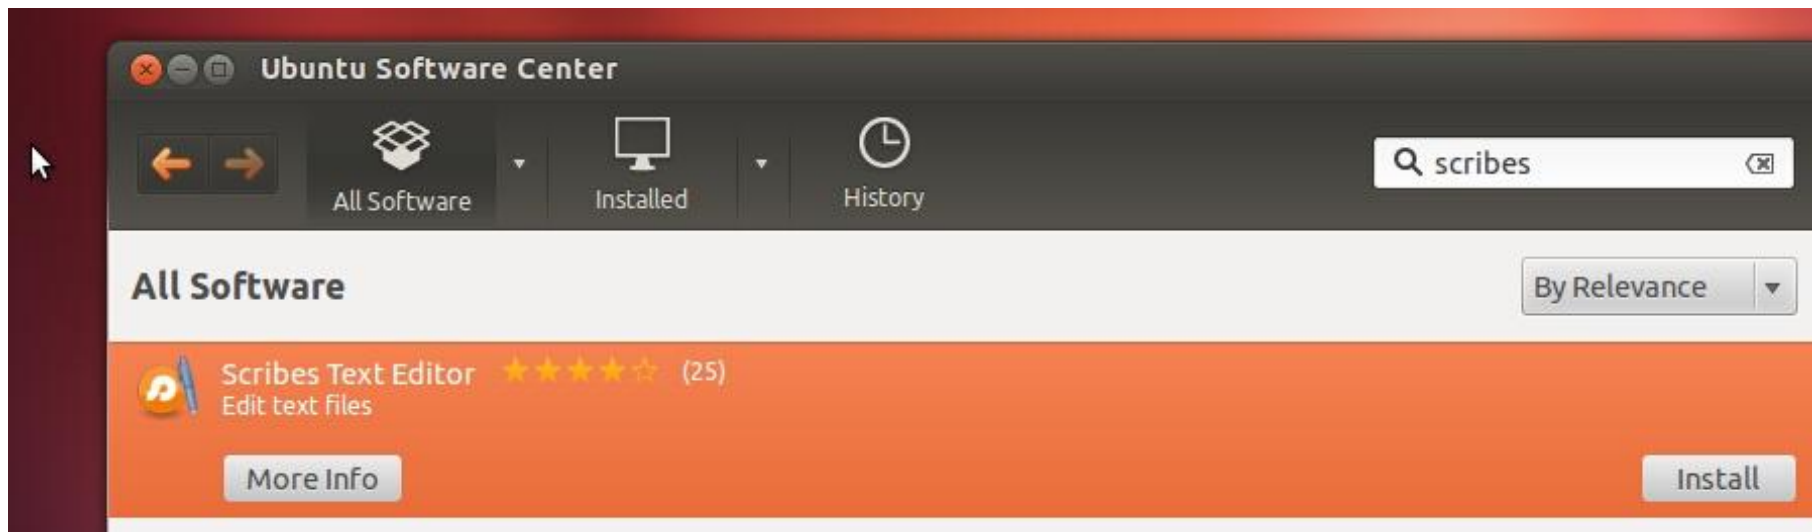 Ubuntu Software Center
All Software
Installed
History
scribes
All Software
By Relevance
Scribes Text Editor (25)
Edit text files
More Info
Install